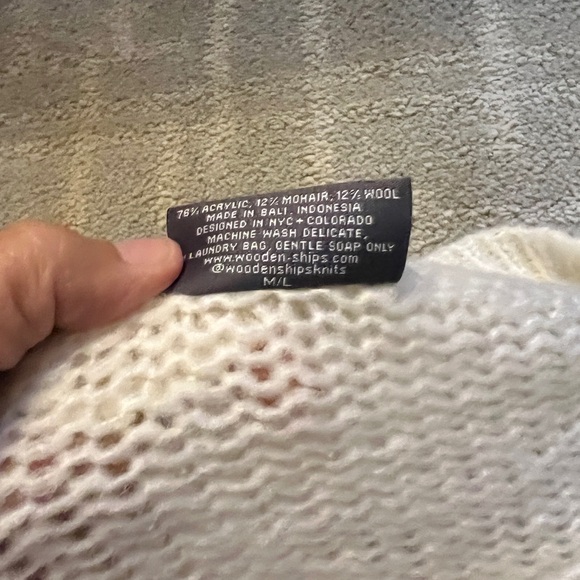 76% ACRYLIC, 12% MOHAIR, 12% WOOL
MADE IN BALI, INDONESIA
DESIGNED IN NYC + COLORADO
MACHINE WASH DELICATE,
LAUNDRY BAG, GENTLE SOAP ONLY
www.wooden-ships.com
@woodenshipsknits
M/L